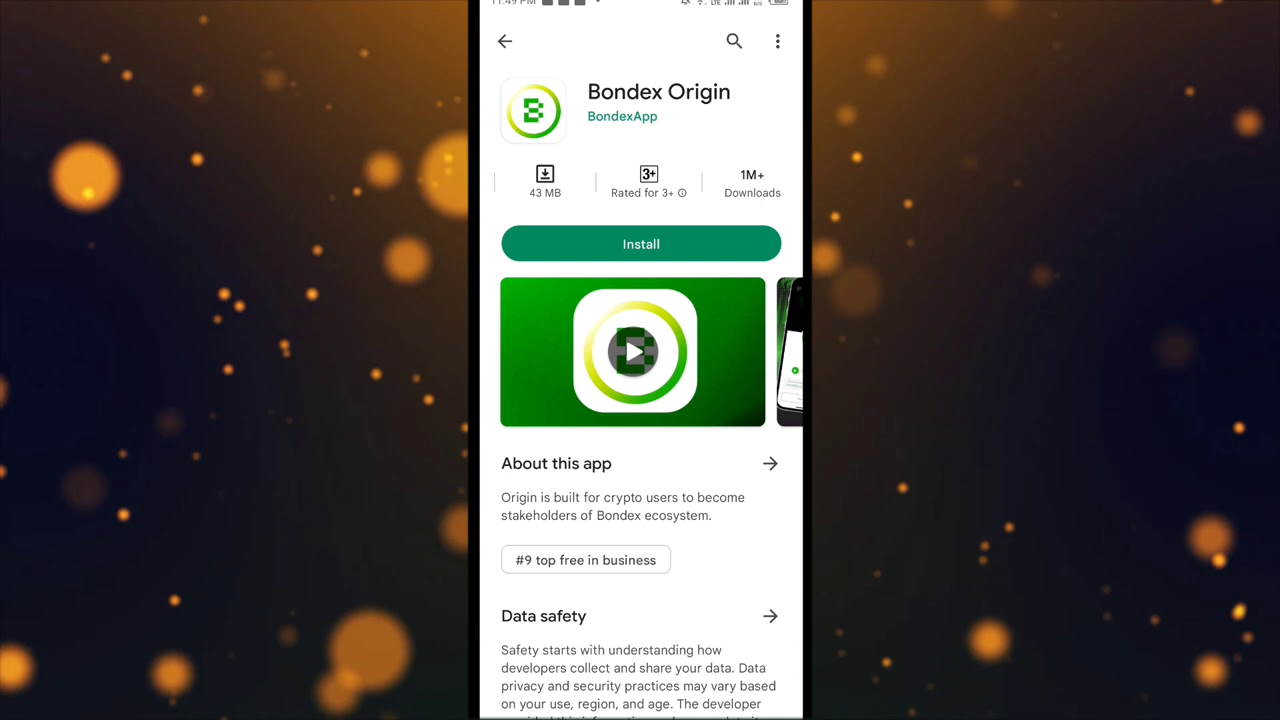 11:49 PM
Bondex Origin
BondexApp
3+
1M+
43 MB
Rated for 3+
Downloads
Install
About this app
Origin is built for crypto users to become
stakeholders of Bondex ecosystem.
#9 top free in business
Data safety
Safety starts with understanding how
developers collect and share your data. Data
privacy and security practices may vary based
on your use, region, and age. The developer